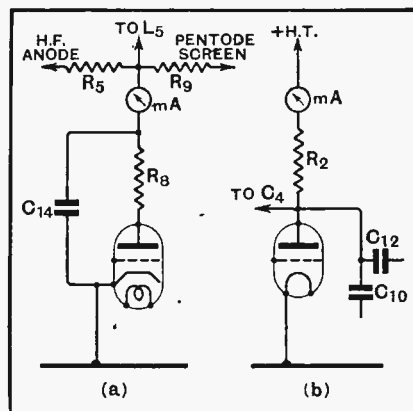 TO L5
H.F. ANODE
PENTODE SCREEN
R5
R9
mA
R8
C14
(a)
+H.T.
mA
R2
TO C4
C12
C10
(b)